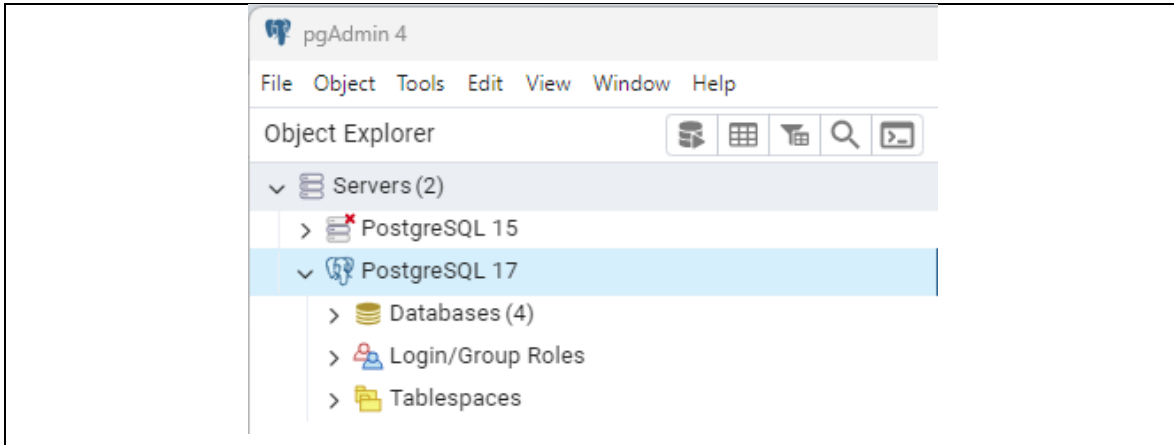 pgAdmin 4
File Object Tools Edit View Window Help
Object Explorer
Servers (2)
PostgreSQL 15
PostgreSQL 17
Databases (4)
Login/Group Roles
Tablespaces